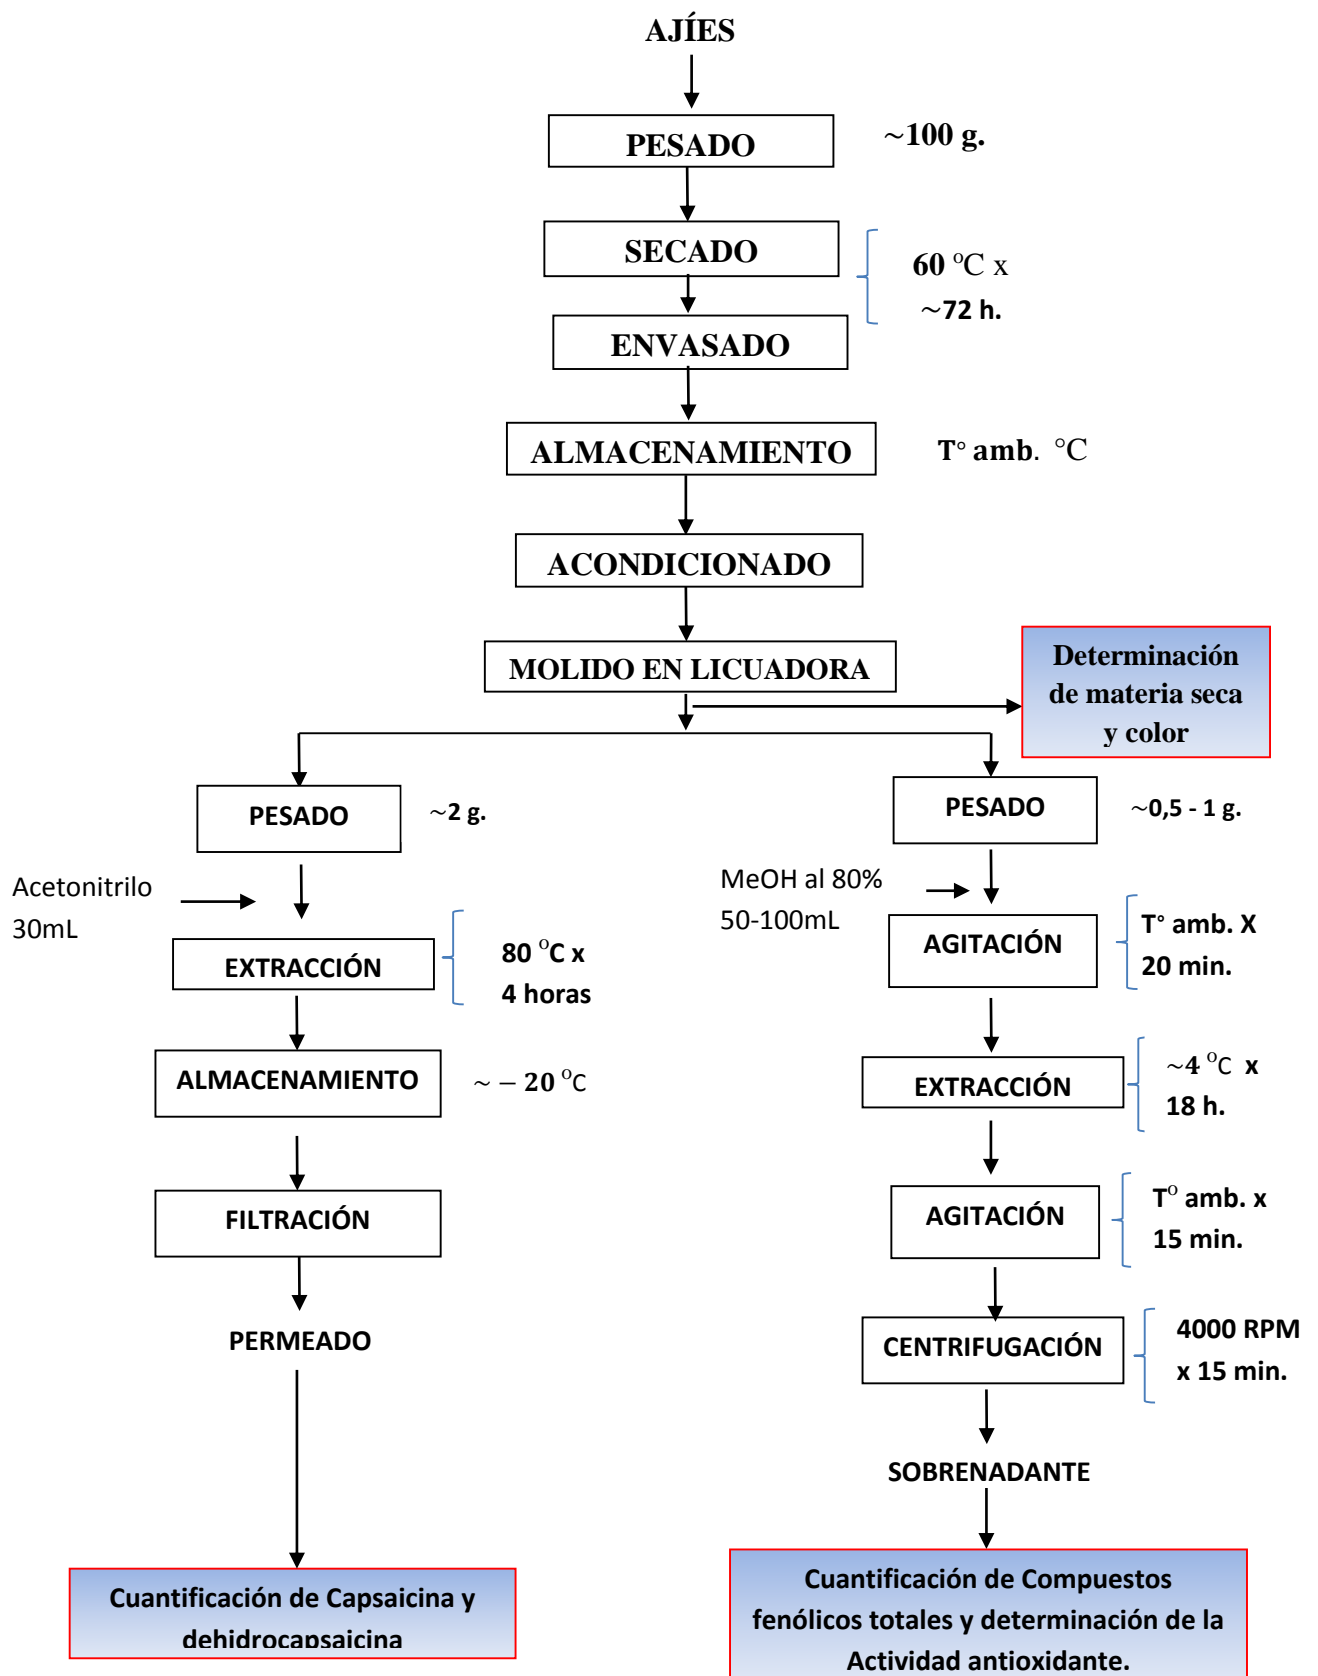 AJÍES
PESADO
~100 g.
SECADO
60 °C x
~72 h.
ENVASADO
ALMACENAMIENTO
T° amb. °C
ACONDICIONADO
MOLIDO EN LICUADORA
Determinación
de materia seca
y color
PESADO
~2 g.
Acetonitrilo
30mL
EXTRACCIÓN
80 °C x
4 horas
ALMACENAMIENTO
~ − 20 °C
FILTRACIÓN
PERMEADO
Cuantificación de Capsaicina y
dehidrocapsaicina
PESADO
~0,5 - 1 g.
MeOH al 80%
50-100mL
AGITACIÓN
T° amb. X
20 min.
EXTRACCIÓN
~4 °C x
18 h.
AGITACIÓN
T° amb. x
15 min.
CENTRIFUGACIÓN
4000 RPM
x 15 min.
SOBRENADANTE
Cuantificación de Compuestos
fenólicos totales y determinación de la
Actividad antioxidante.